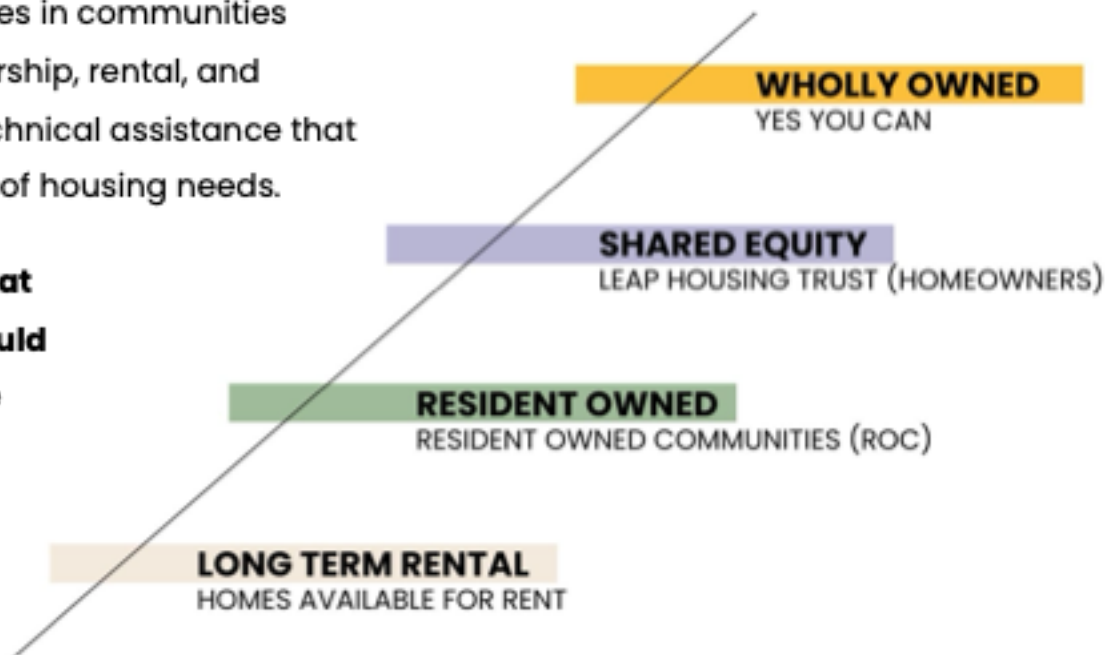 es in communities
rship, rental, and
chnical assistance that
of housing needs.
at
uld
WHOLLY OWNED
YES YOU CAN
SHARED EQUITY
LEAP HOUSING TRUST (HOMEOWNERS)
RESIDENT OWNED
RESIDENT OWNED COMMUNITIES (ROC)
LONG TERM RENTAL
HOMES AVAILABLE FOR RENT